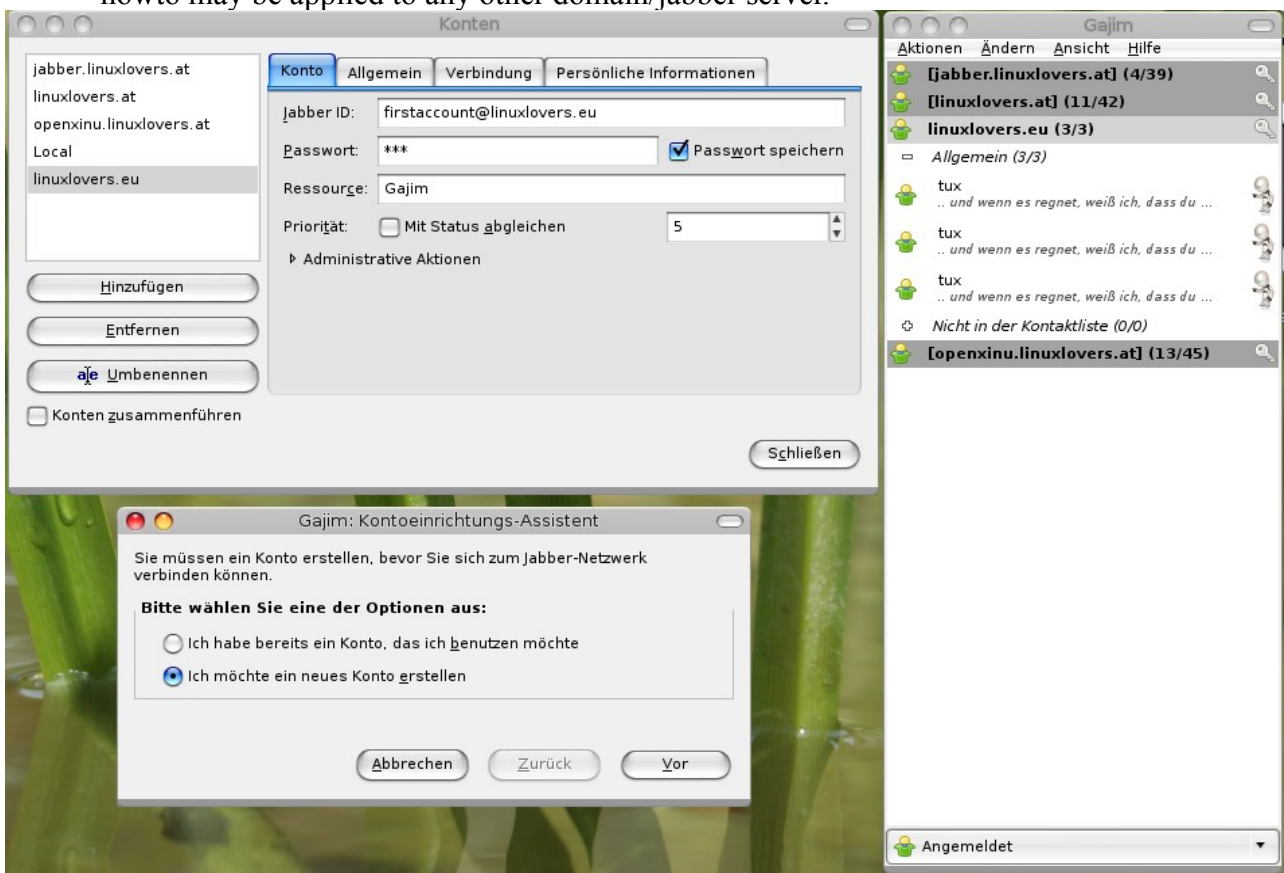 howto may be applied to any other domain/jabber server.
Konten
jabber.linuxlovers.at
linuxlovers.at
openxinu.linuxlovers.at
Local
linuxlovers.eu
Hinzufügen
Entfernen
Umbenennen
Konten zusammenführen
Konto Allgemein Verbindung Persönliche Informationen
Jabber ID: firstaccount@linuxlovers.eu
Passwort: *** Passwort speichern
Ressource: Gajim
Priorität: Mit Status abgleichen 5
Administrative Aktionen
Schließen
Gajim: Kontoeinrichtungs-Assistent
Sie müssen ein Konto erstellen, bevor Sie sich zum Jabber-Netzwerk
verbinden können.
Bitte wählen Sie eine der Optionen aus:
Ich habe bereits ein Konto, das ich benutzen möchte
Ich möchte ein neues Konto erstellen
Abbrechen Zurück Vor
Gajim
Aktionen Ändern Ansicht Hilfe
[jabber.linuxlovers.at] (4/39)
[linuxlovers.at] (11/42)
linuxlovers.eu (3/3)
Allgemein (3/3)
tux
.. und wenn es regnet, weiß ich, dass du ...
tux
.. und wenn es regnet, weiß ich, dass du ...
tux
.. und wenn es regnet, weiß ich, dass du ...
Nicht in der Kontaktliste (0/0)
[openxinu.linuxlovers.at] (13/45)
Angemeldet